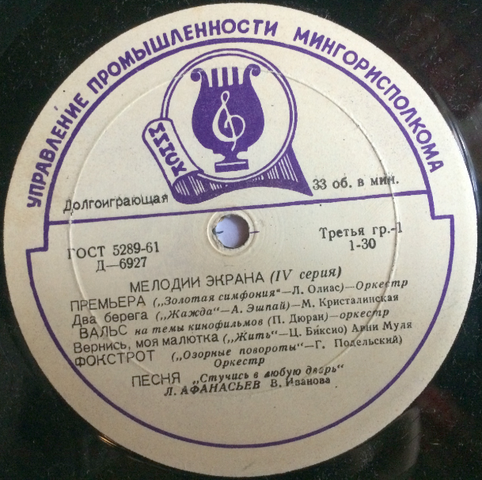 УПРАВЛЕНИЕ ПРОМЫШЛЕННОСТИ МИНГОРИСПОЛКОМА
Долгоиграющая
33 об. в мин.
ГОСТ 5289-61
Д—6927
Третья гр.-1
1-30
МЕЛОДИИ ЭКРАНА (IV серия)
ПРЕМЬЕРА („Золотая симфония"—Л. Олиас)—Оркестр
Два берега („Жажда"—А. Эшпай)—М. Кристалинская
ВАЛЬС на темы кинофильмов (П. Дюран)—оркестр
Вернись, моя малютка („Жить"—Ц. Биксио) Анни Муля
ФОКСТРОТ („Озорные повороты"—Г. Подельский)
Оркестр
ПЕСНЯ „Стучись в любую дверь"
Л. АФАНАСЬЕВ В. Иванова